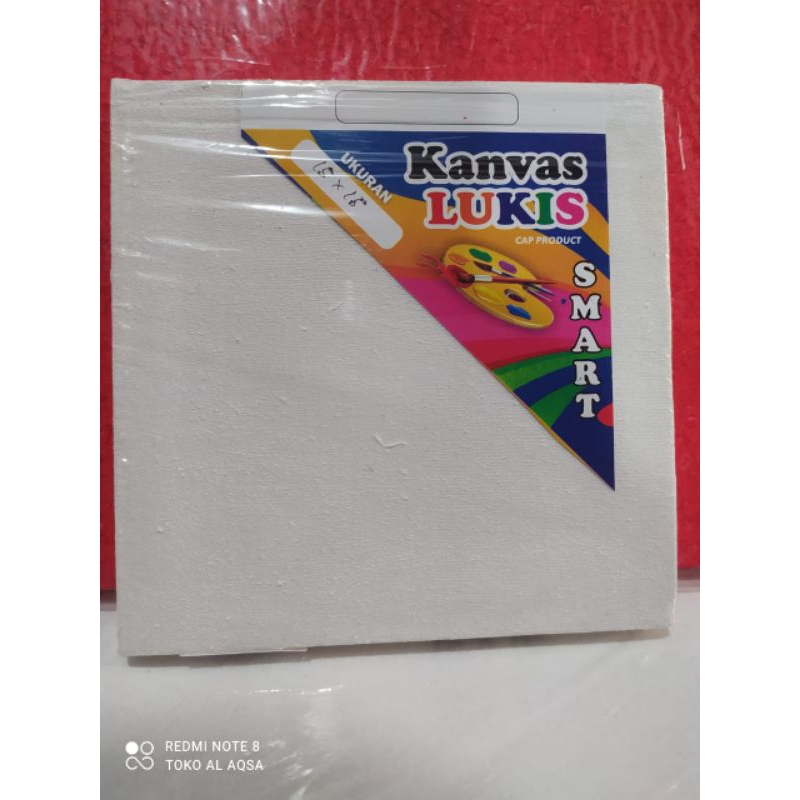 UKURAN
15 x 15
Kanvas
LUKIS
CAP PRODUCT
SMART
REDMI NOTE 8
TOKO AL AQSA